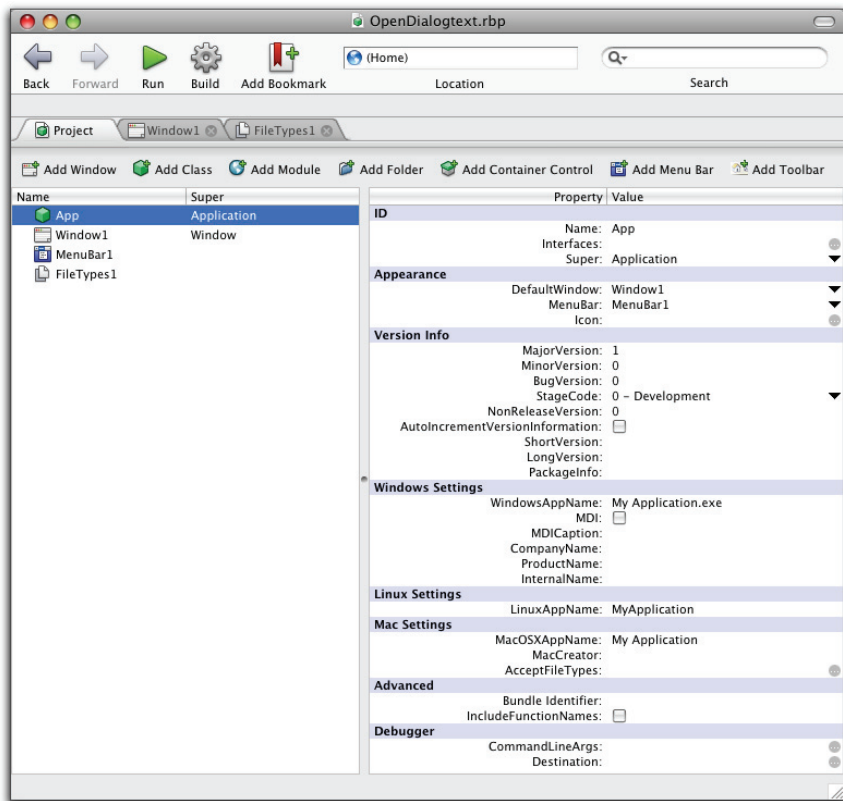 OpenDialogtext.rbp
(Home)
Back Forward Run Build Add Bookmark Location Search
Project Window1 FileTypes1
Add Window Add Class Add Module Add Folder Add Container Control Add Menu Bar Add Toolbar
Name Super
App Application
Window1 Window
MenuBar1
FileTypes1
Property Value
ID
Name: App
Interfaces:
Super: Application
Appearance
DefaultWindow: Window1
MenuBar: MenuBar1
Icon:
Version Info
MajorVersion: 1
MinorVersion: 0
BugVersion: 0
StageCode: 0 – Development
NonReleaseVersion: 0
AutoIncrementVersionInformation:
ShortVersion:
LongVersion:
PackageInfo:
Windows Settings
WindowsAppName: My Application.exe
MDI:
MDICaption:
CompanyName:
ProductName:
InternalName:
Linux Settings
LinuxAppName: MyApplication
Mac Settings
MacOSXAppName: My Application
MacCreator:
AcceptFileTypes:
Advanced
Bundle Identifier:
IncludeFunctionNames:
Debugger
CommandLineArgs:
Destination: